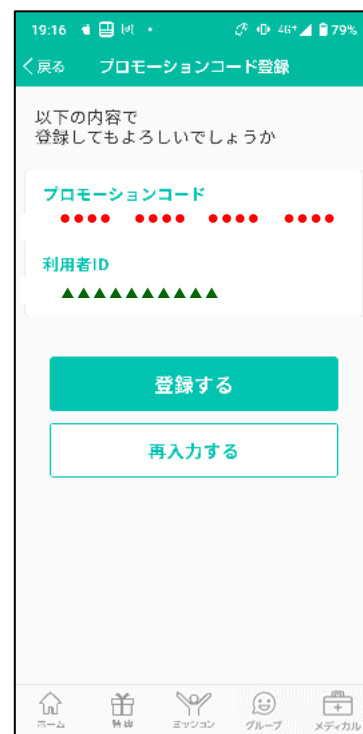 19:16
4G+ 79%
戻る プロモーションコード登録
以下の内容で
登録してもよろしいでしょうか
プロモーションコード
●●●● ●●●● ●●●● ●●●●
利用者ID
▲▲▲▲▲▲▲▲▲▲
登録する
再入力する
ホーム 特典 ミッション グループ メディカル